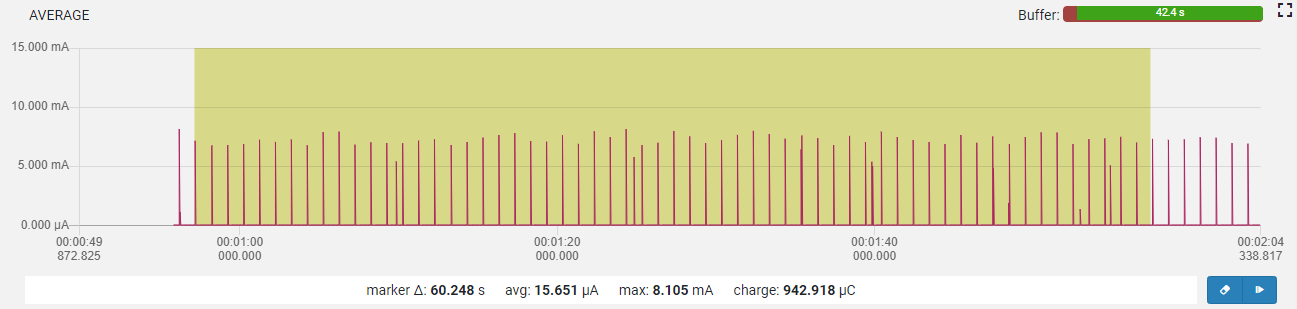 AVERAGE
Buffer: 42.4 s
15.000 mA
10.000 mA
5.000 mA
0.000 µA
00:00:49 00:01:00 00:01:20 00:01:40 00:02:04
872.825 000.000 000.000 000.000 338.817
marker Δ: 60.248 s avg: 15.651 µA max: 8.105 mA charge: 942.918 µC